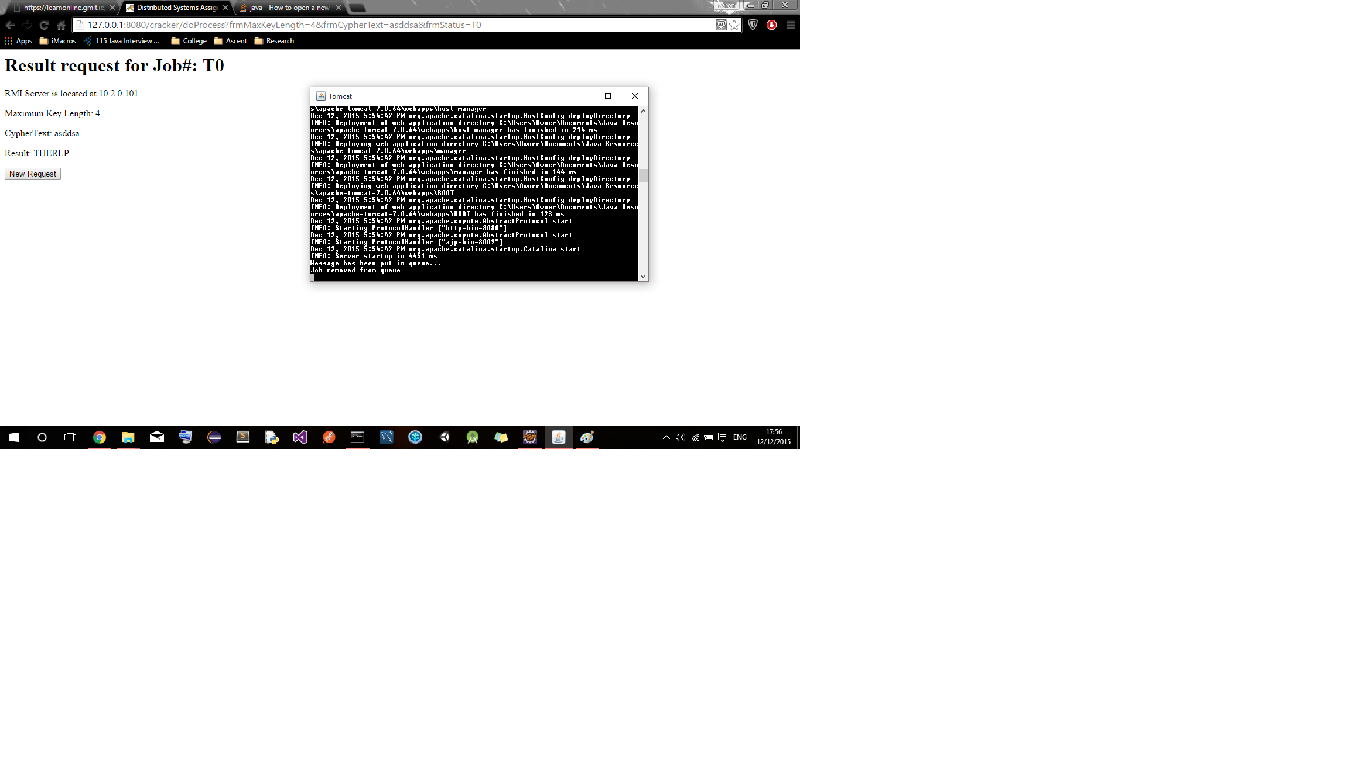 https://learnonline.gmit.ie
Distributed Systems Assig
java - How to open a new
127.0.0.1:8080/cracker/doProcess?frmMaxKeyLength=4&frmCypherText=asddsa&frmStatus=T0
Apps
iMacros
115 Java Interview ...
College
Ascent
Research
Result request for Job#: T0
RMI Server is located at 10.2.0.101
Maximum Key Length: 4
CypherText: asddsa
Result: THERLP
New Request
Tomcat
s\apache-tomcat-7.0.64\webapps\host-manager
Dec 12, 2015 5:54:42 PM org.apache.catalina.startup.HostConfig deployDirectory
INFO: Deployment of web application directory C:\Users\Owner\Documents\Java Resou
urces\apache-tomcat-7.0.64\webapps\host-manager has finished in 214 ms
Dec 12, 2015 5:54:42 PM org.apache.catalina.startup.HostConfig deployDirectory
INFO: Deploying web application directory C:\Users\Owner\Documents\Java Resource
s\apache-tomcat-7.0.64\webapps\manager
Dec 12, 2015 5:54:42 PM org.apache.catalina.startup.HostConfig deployDirectory
INFO: Deployment of web application directory C:\Users\Owner\Documents\Java Reso
urces\apache-tomcat-7.0.64\webapps\manager has finished in 144 ms
Dec 12, 2015 5:54:42 PM org.apache.catalina.startup.HostConfig deployDirectory
INFO: Deploying web application directory C:\Users\Owner\Documents\Java Resource
s\apache-tomcat-7.0.64\webapps\ROOT
Dec 12, 2015 5:54:42 PM org.apache.catalina.startup.HostConfig deployDirectory
INFO: Deployment of web application directory C:\Users\Owner\Documents\Java Reso
urces\apache-tomcat-7.0.64\webapps\ROOT has finished in 123 ms
Dec 12, 2015 5:54:42 PM org.apache.coyote.AbstractProtocol start
INFO: Starting ProtocolHandler ["http-bio-8080"]
Dec 12, 2015 5:54:42 PM org.apache.coyote.AbstractProtocol start
INFO: Starting ProtocolHandler ["ajp-bio-8009"]
Dec 12, 2015 5:54:42 PM org.apache.catalina.startup.Catalina start
INFO: Server startup in 4431 ms
Message has been put in queue...
Job removed from queue
ENG
17:56
12/12/2015